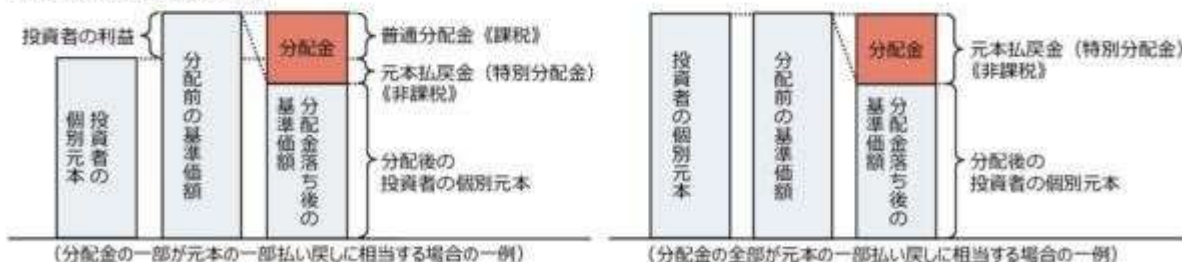 投資者の利益
投資者の
個別元本
分配前の基準価額
分配金
分配金落ち後の
基準価額
普通分配金《課税》
元本払戻金（特別分配金）
《非課税》
分配後の
投資者の個別元本
（分配金の一部が元本の一部払い戻しに相当する場合の一例）
投資者の個別元本
分配前の基準価額
分配金
分配金落ち後の
基準価額
元本払戻金（特別分配金）
《非課税》
分配後の
投資者の個別元本
（分配金の全部が元本の一部払い戻しに相当する場合の一例）